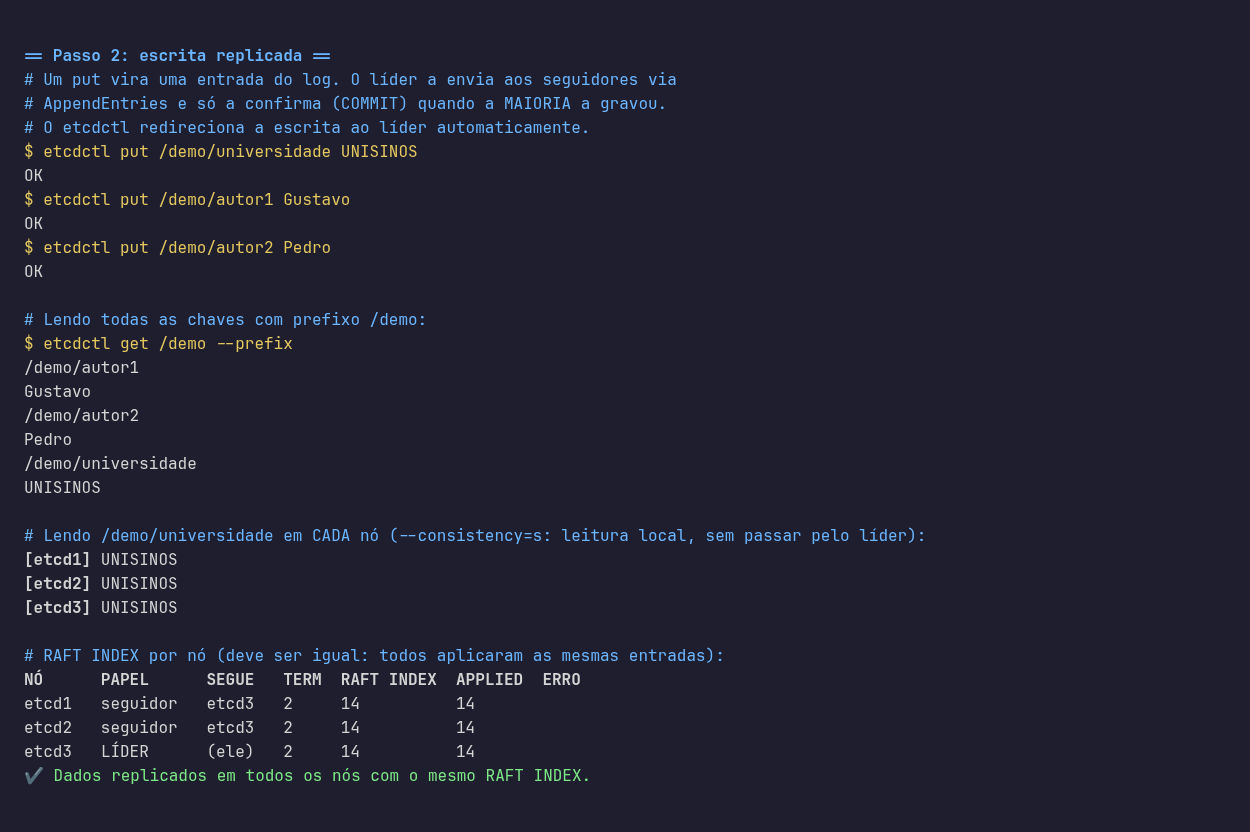 == Passo 2: escrita replicada ==
# Um put vira uma entrada do log. O líder a envia aos seguidores via
# AppendEntries e só a confirma (COMMIT) quando a MAIORIA a gravou.
# O etcdctl redireciona a escrita ao líder automaticamente.
$ etcdctl put /demo/universidade UNISINOS
OK
$ etcdctl put /demo/autor1 Gustavo
OK
$ etcdctl put /demo/autor2 Pedro
OK
# Lendo todas as chaves com prefixo /demo:
$ etcdctl get /demo --prefix
/demo/autor1
Gustavo
/demo/autor2
Pedro
/demo/universidade
UNISINOS
# Lendo /demo/universidade em CADA nó (--consistency=s: leitura local, sem passar pelo líder):
[etcd1] UNISINOS
[etcd2] UNISINOS
[etcd3] UNISINOS
# RAFT INDEX por nó (deve ser igual: todos aplicaram as mesmas entradas):
NÓ      PAPEL      SEGUE   TERM  RAFT INDEX  APPLIED  ERRO
etcd1   seguidor   etcd3   2     14          14
etcd2   seguidor   etcd3   2     14          14
etcd3   LÍDER      (ele)   2     14          14
✔ Dados replicados em todos os nós com o mesmo RAFT INDEX.